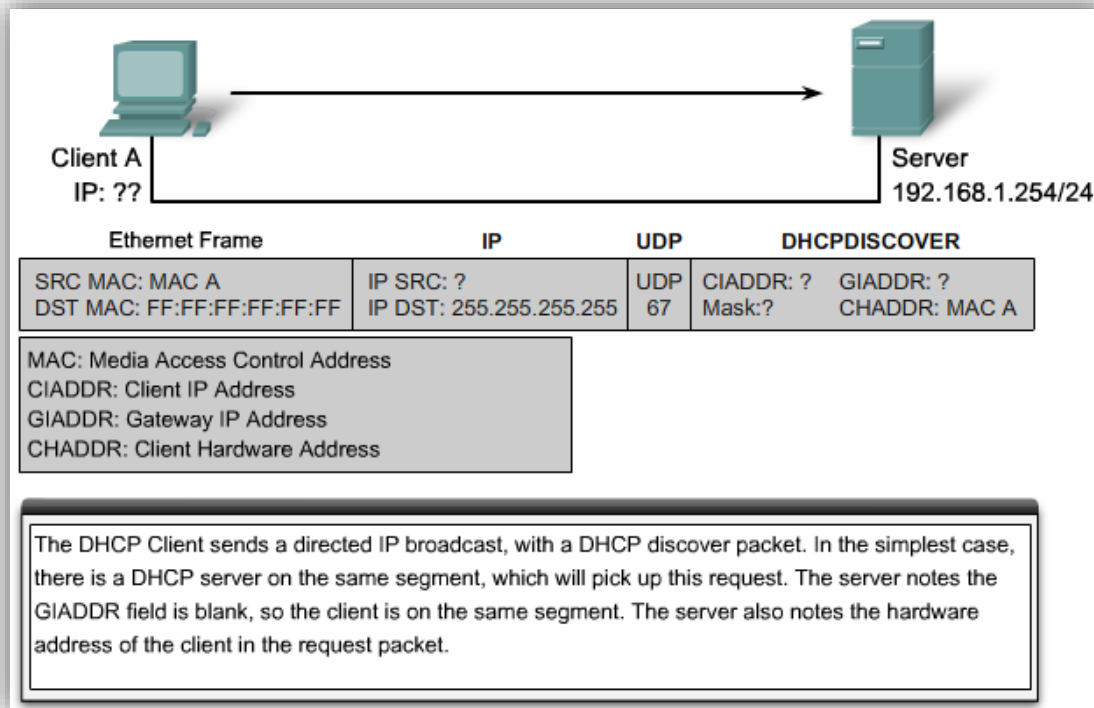 Client A
IP: ??
Server
192.168.1.254/24
Ethernet Frame IP UDP DHCPDISCOVER
SRC MAC: MAC A IP SRC: ? UDP CIADDR: ? GIADDR: ?
DST MAC: FF:FF:FF:FF:FF:FF IP DST: 255.255.255.255 67 Mask:? CHADDR: MAC A
MAC: Media Access Control Address
CIADDR: Client IP Address
GIADDR: Gateway IP Address
CHADDR: Client Hardware Address
The DHCP Client sends a directed IP broadcast, with a DHCP discover packet. In the simplest case,
there is a DHCP server on the same segment, which will pick up this request. The server notes the
GIADDR field is blank, so the client is on the same segment. The server also notes the hardware
address of the client in the request packet.